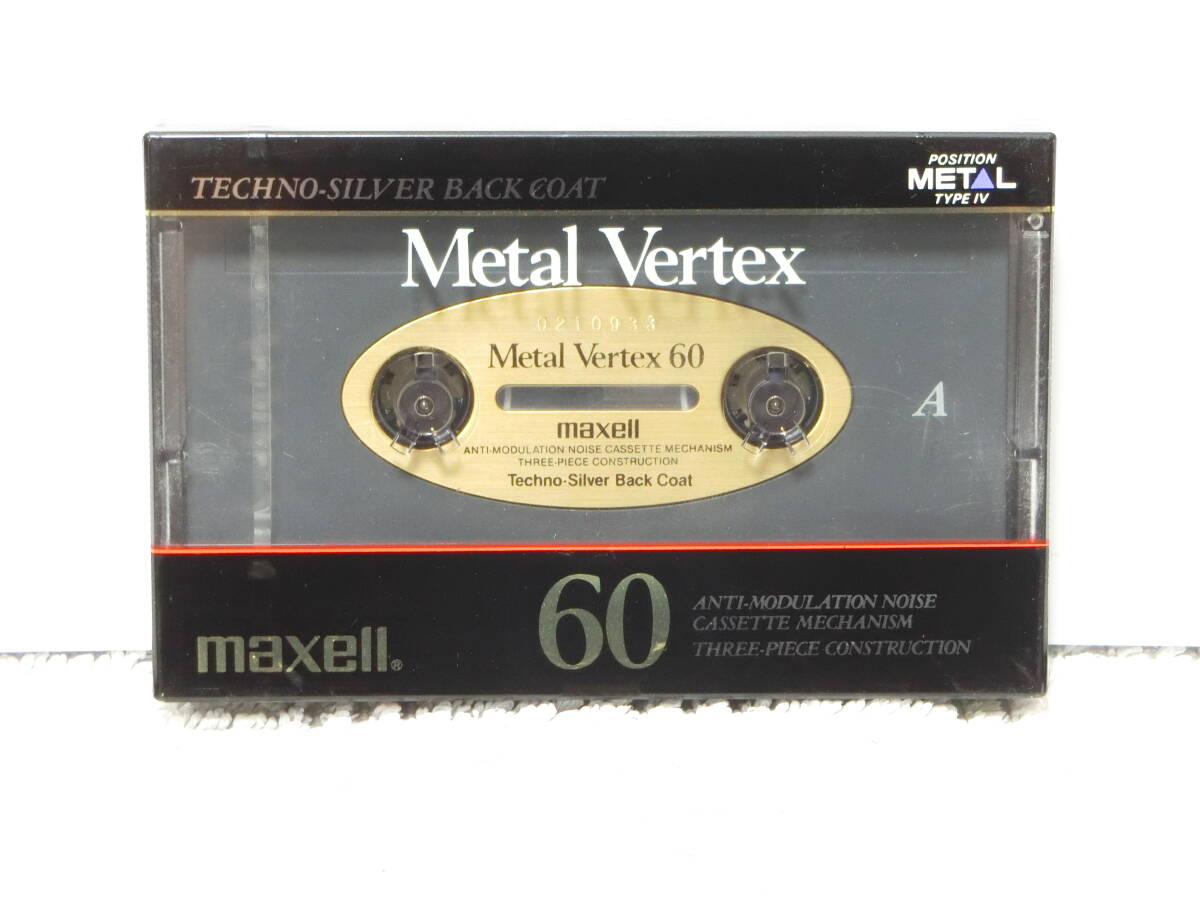 TECHNO-SILVER BACK COAT
POSITION
METAL
TYPE IV
Metal Vertex
0210933
Metal Vertex 60
A
maxell
ANTI-MODULATION NOISE CASSETTE MECHANISM
THREE-PIECE CONSTRUCTION
Techno-Silver Back Coat
maxell®
60
ANTI-MODULATION NOISE
CASSETTE MECHANISM
THREE-PIECE CONSTRUCTION